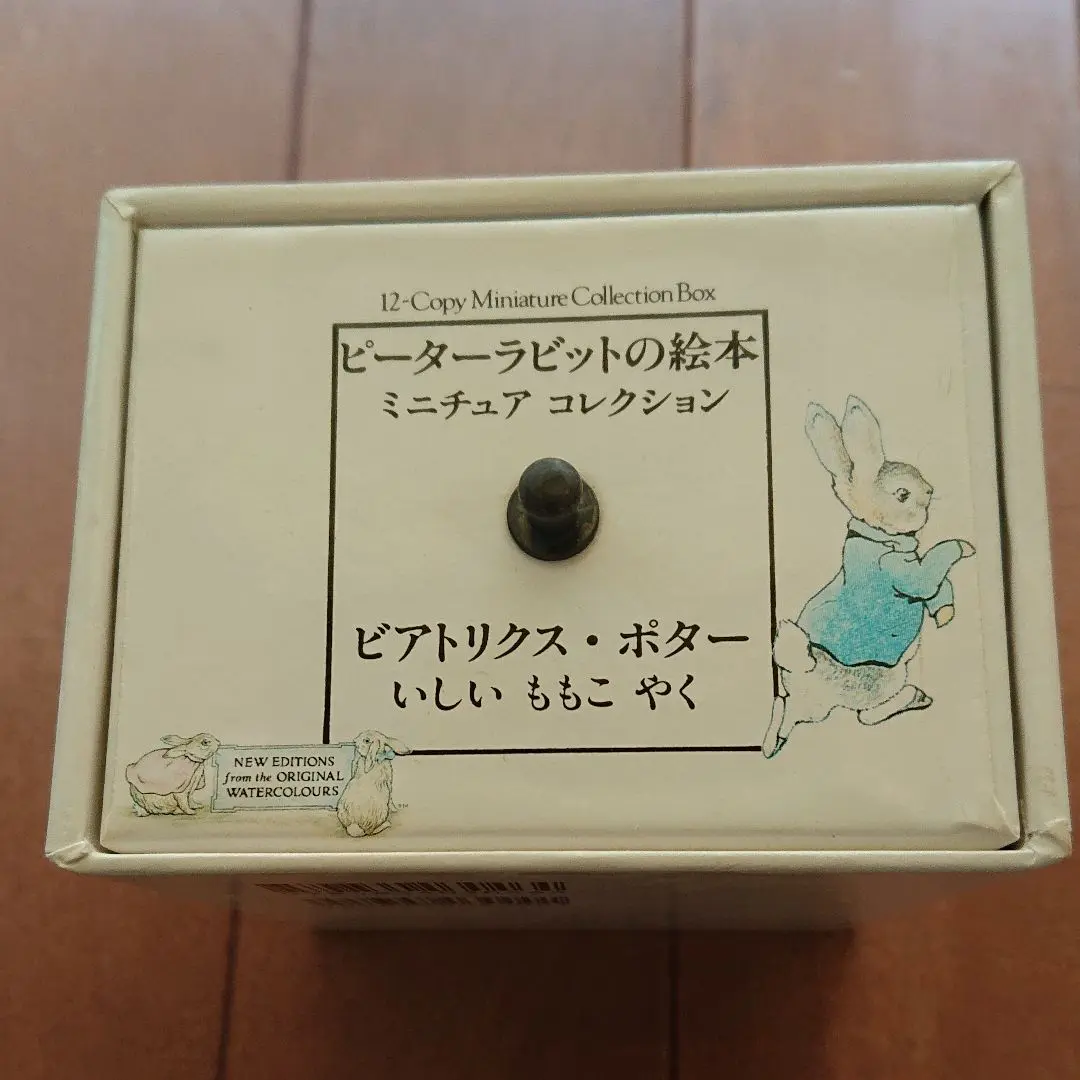 12-Copy Miniature Collection Box
ピーターラビットの絵本
ミニチュア コレクション
ビアトリクス・ポター
いしい ももこ やく
NEW EDITIONS
from the ORIGINAL
WATERCOLOURS